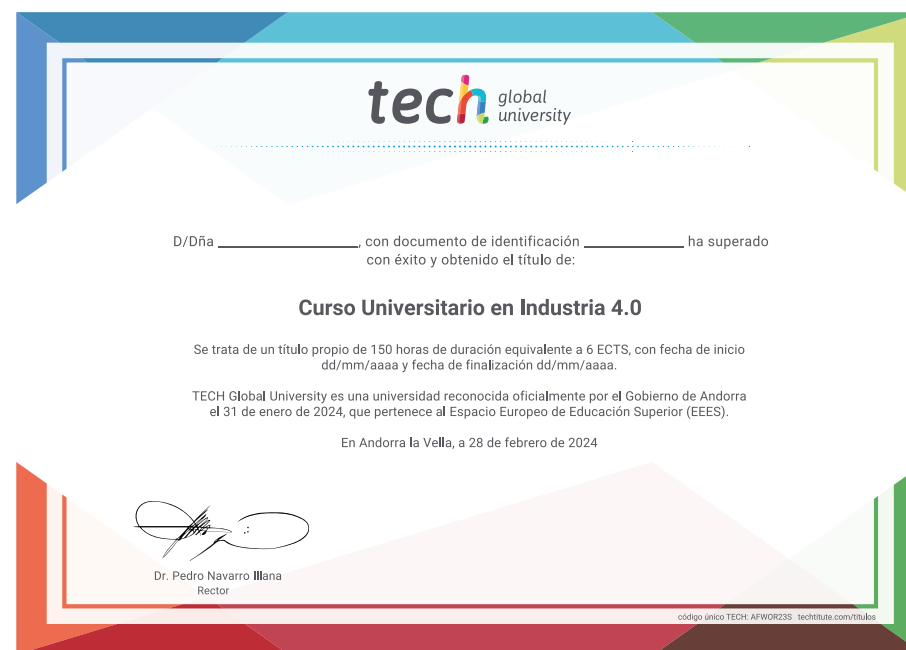 tech global university
D/Dña ____________________, con documento de identificación ______________ ha superado
con éxito y obtenido el título de:
Curso Universitario en Industria 4.0
Se trata de un título propio de 150 horas de duración equivalente a 6 ECTS, con fecha de inicio
dd/mm/aaaa y fecha de finalización dd/mm/aaaa.
TECH Global University es una universidad reconocida oficialmente por el Gobierno de Andorra
el 31 de enero de 2024, que pertenece al Espacio Europeo de Educación Superior (EEES).
En Andorra la Vella, a 28 de febrero de 2024
Dr. Pedro Navarro Illana
Rector
código único TECH: AFWOR23S techtitute.com/titulos